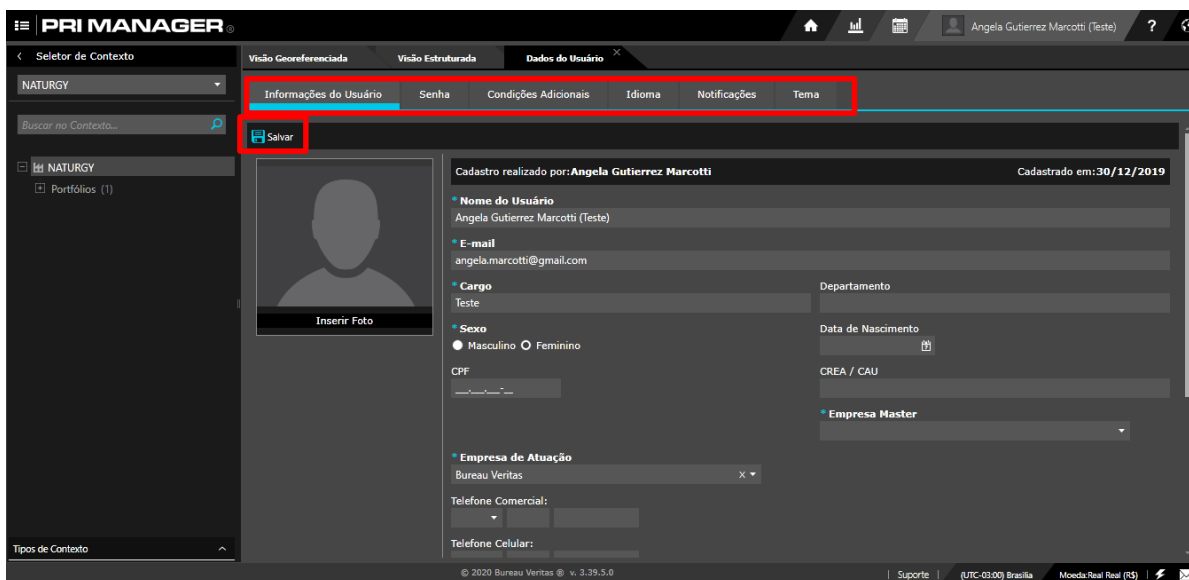 PRI MANAGER ®
Angela Gutierrez Marcotti (Teste) ?
Seletor de Contexto
NATURGY
Buscar no Contexto...
NATURGY
Portfólios (1)
Tipos de Contexto
Visão Georeferenciada Visão Estruturada Dados do Usuário
Informações do Usuário Senha Condições Adicionais Idioma Notificações Tema
Salvar
Inserir Foto
Cadastro realizado por:Angela Gutierrez Marcotti Cadastrado em:30/12/2019
* Nome do Usuário
Angela Gutierrez Marcotti (Teste)
* E-mail
angela.marcotti@gmail.com
* Cargo Departamento
Teste
* Sexo Data de Nascimento
Masculino Feminino
CPF CREA / CAU
__.__.__-_
* Empresa Master
* Empresa de Atuação
Bureau Veritas X
Telefone Comercial:
Telefone Celular:
© 2020 Bureau Veritas ® v. 3.39.5.0 | Suporte | (UTC-03:00) Brasilia Moeda:Real Real (R$) |